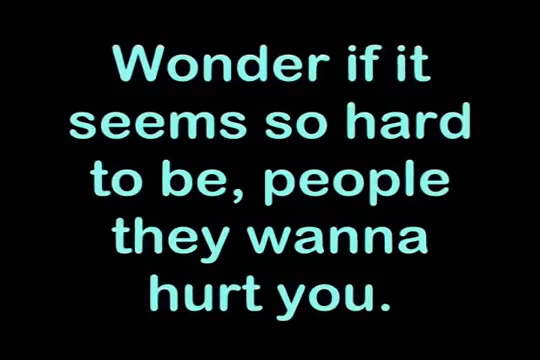 Wonder if it
seems so hard
to be, people
they wanna
hurt you.